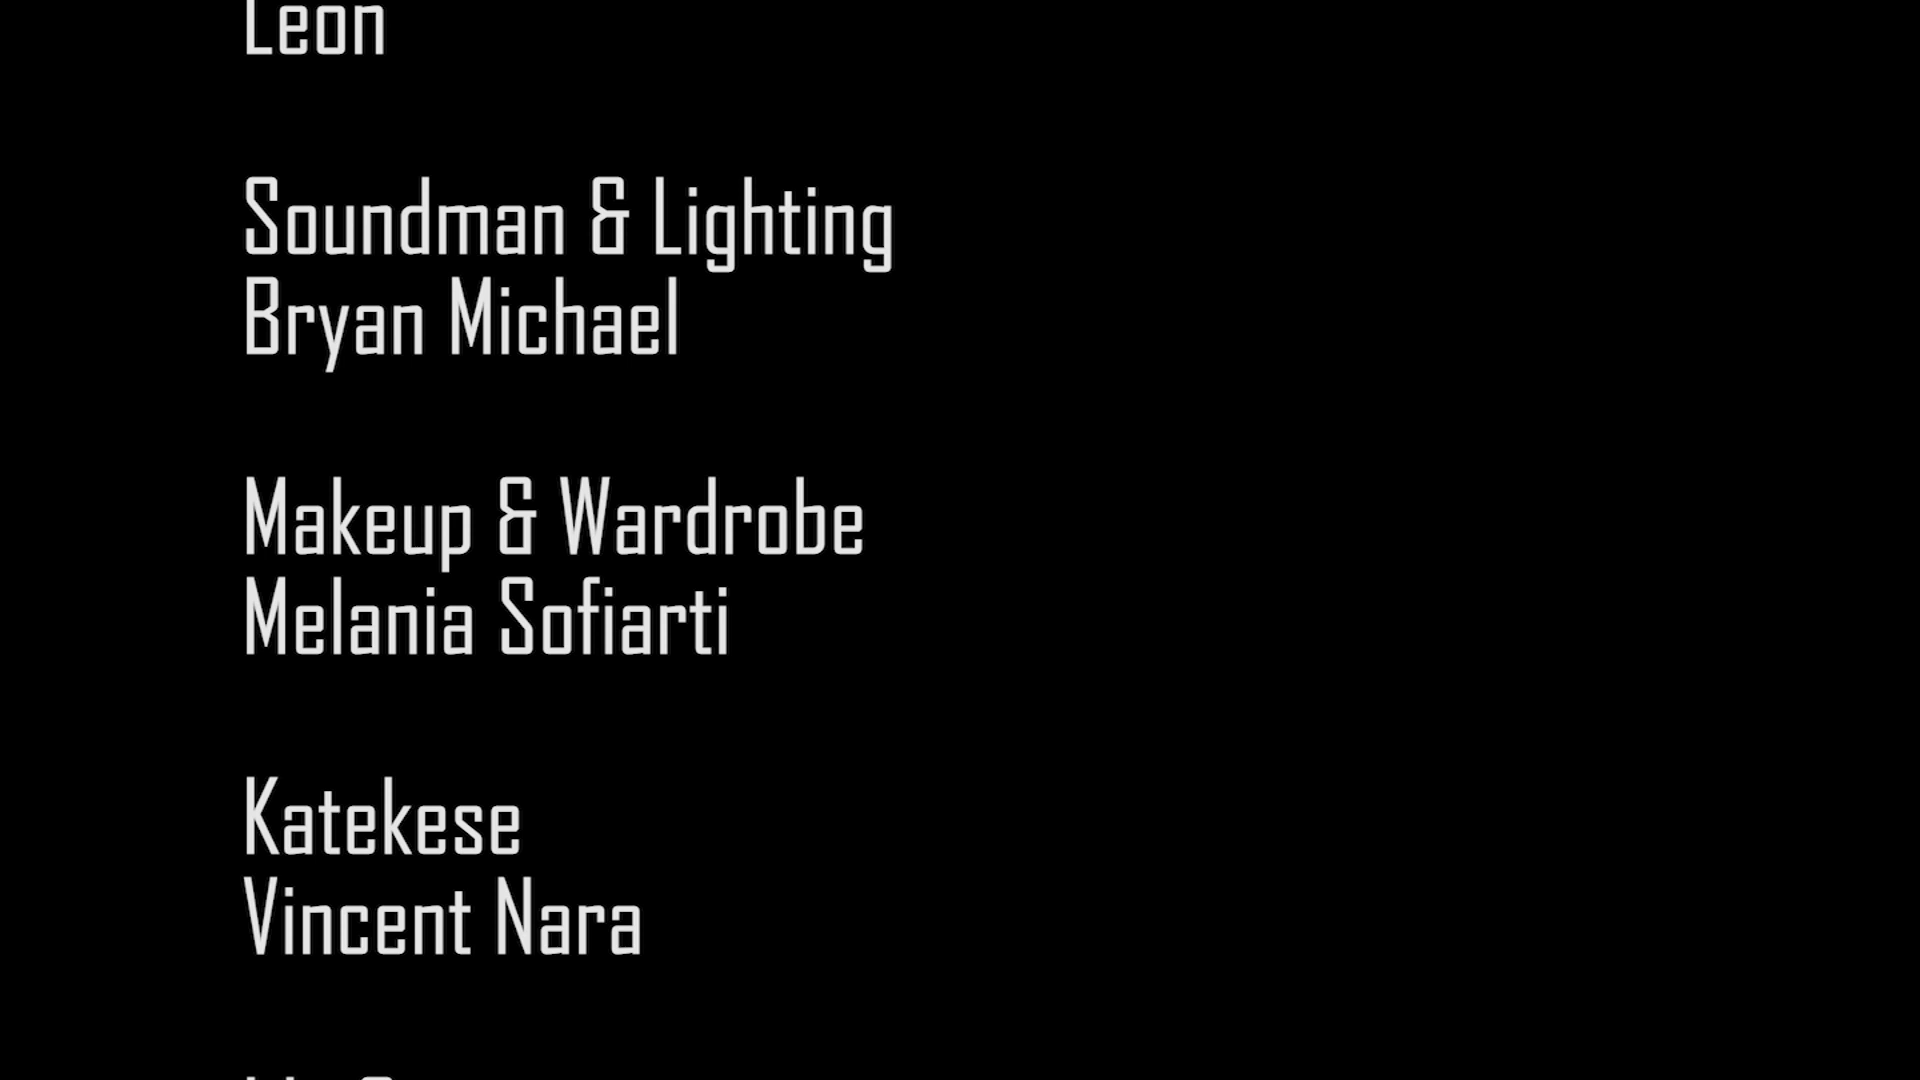 Leon
Soundman & Lighting
Bryan Michael
Makeup & Wardrobe
Melania Sofiarti
Katekese
Vincent Nara